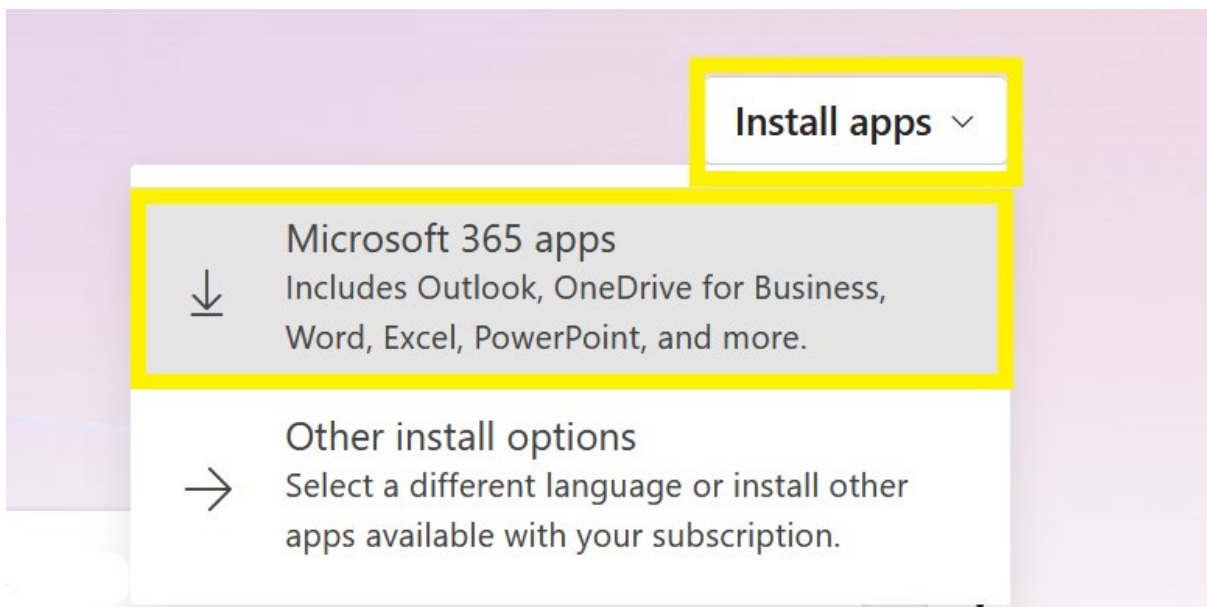 Install apps
Microsoft 365 apps
Includes Outlook, OneDrive for Business,
Word, Excel, PowerPoint, and more.
Other install options
Select a different language or install other
apps available with your subscription.